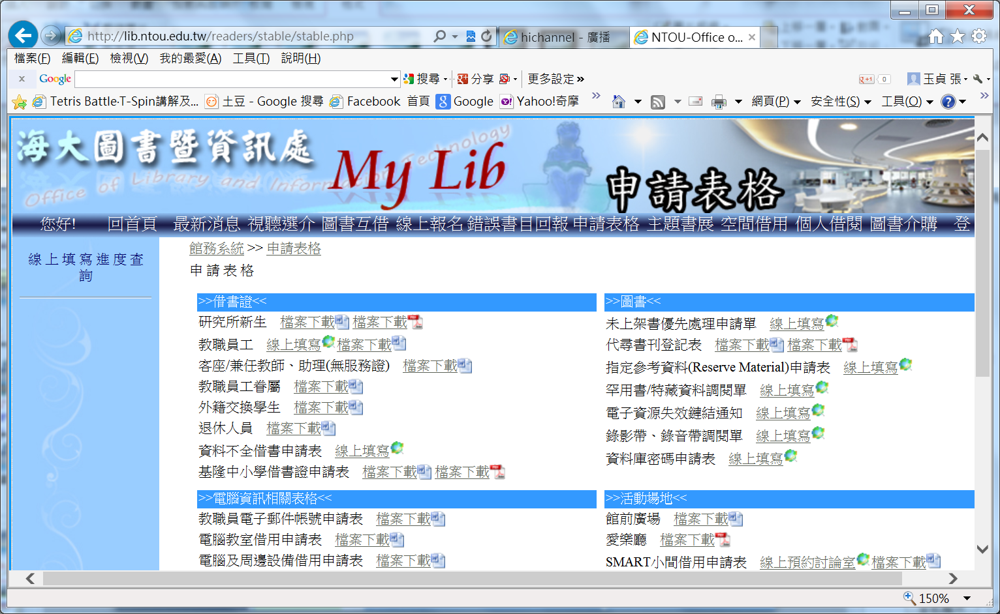 http://lib.ntou.edu.tw/readers/stable/stable.php
hichannel - 廣播
NTOU-Office o...
檔案(F) 編輯(E) 檢視(V) 我的最愛(A) 工具(T) 說明(H)
x Google 搜尋 分享 更多設定 » +1 0 王貞 張
Tetris Battle‧T-Spin講解及... 土豆 - Google 搜尋 Facebook 首頁 Google Yahoo!奇摩 » 網頁(P) 安全性(S) 工具(O) »
海大圖書暨資訊處
Office of Library and Information Technology
My Lib
申請表格
您好! 回首頁 最新消息 視聽選介 圖書互借 線上報名 錯誤書目回報 申請表格 主題書展 空間借用 個人借閱 圖書介購 登
線上填寫進度查
詢
館務系統 >> 申請表格
申請表格
>>借書證<<
研究所新生 檔案下載 檔案下載
教職員工 線上填寫 檔案下載
客座/兼任教師、助理(無服務證) 檔案下載
教職員工眷屬 檔案下載
外籍交換學生 檔案下載
退休人員 檔案下載
資料不全借書申請表 線上填寫
基隆中小學借書證申請表 檔案下載 檔案下載
>>圖書<<
未上架書優先處理申請單 線上填寫
代尋書刊登記表 檔案下載 檔案下載
指定參考資料(Reserve Material)申請表 線上填寫
罕用書/特藏資料調閱單 線上填寫
電子資源失效鏈結通知 線上填寫
錄影帶、錄音帶調閱單 線上填寫
資料庫密碼申請表 線上填寫
>>電腦資訊相關表格<<
教職員電子郵件帳號申請表 檔案下載
電腦教室借用申請表 檔案下載
電腦及周邊設備借用申請表 檔案下載
>>活動場地<<
館前廣場 檔案下載
愛樂廳 檔案下載
SMART小間借用申請表 線上預約討論室 檔案下載
150%